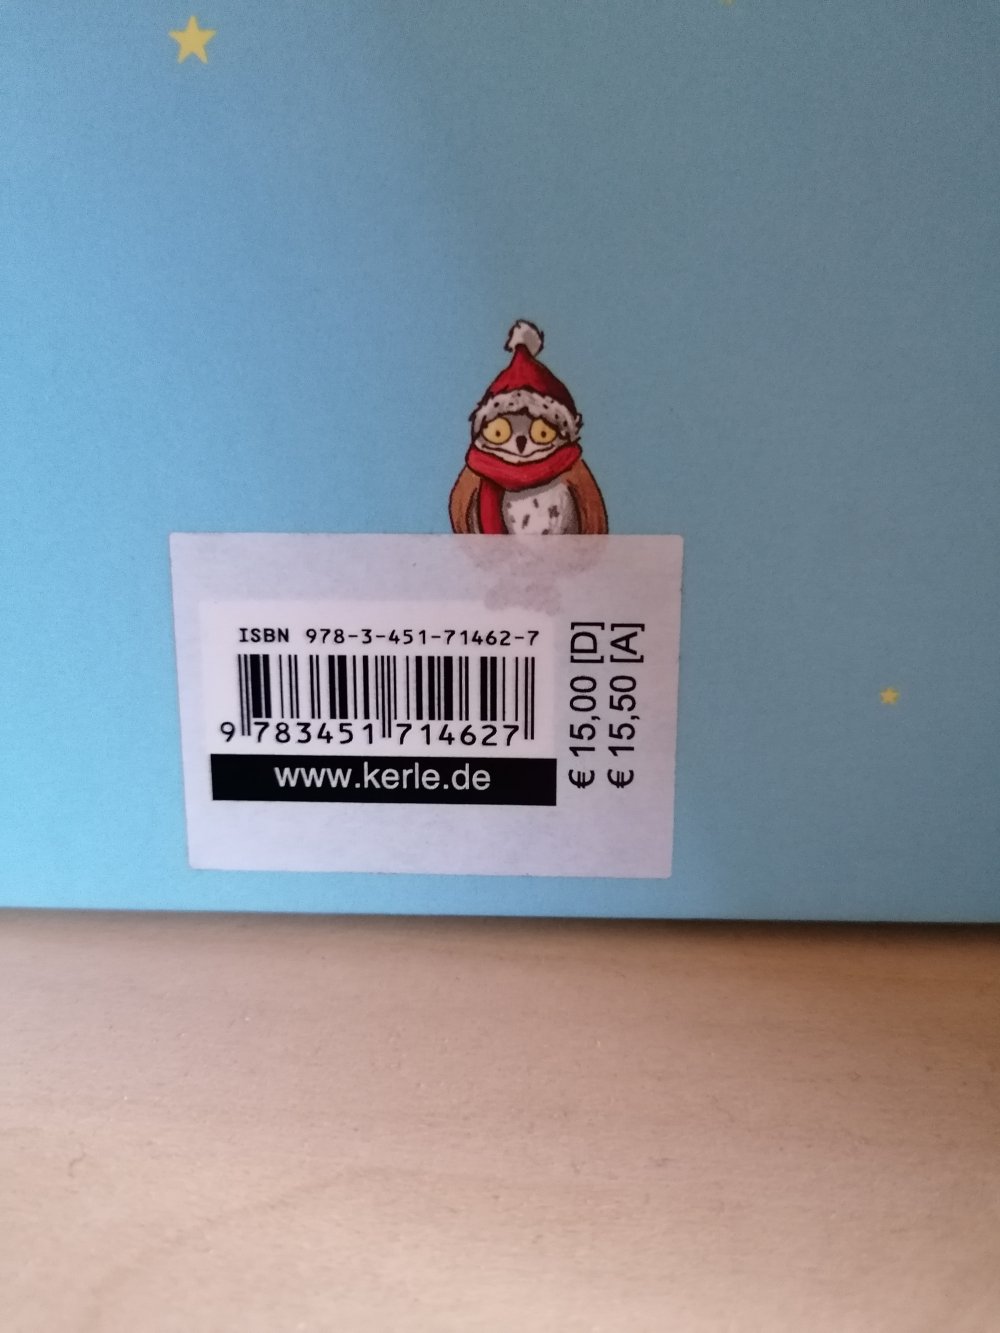 ISBN 978-3-451-71462-7
9 783451 714627
www.kerle.de
€ 15,00 [D]
€ 15,50 [A]